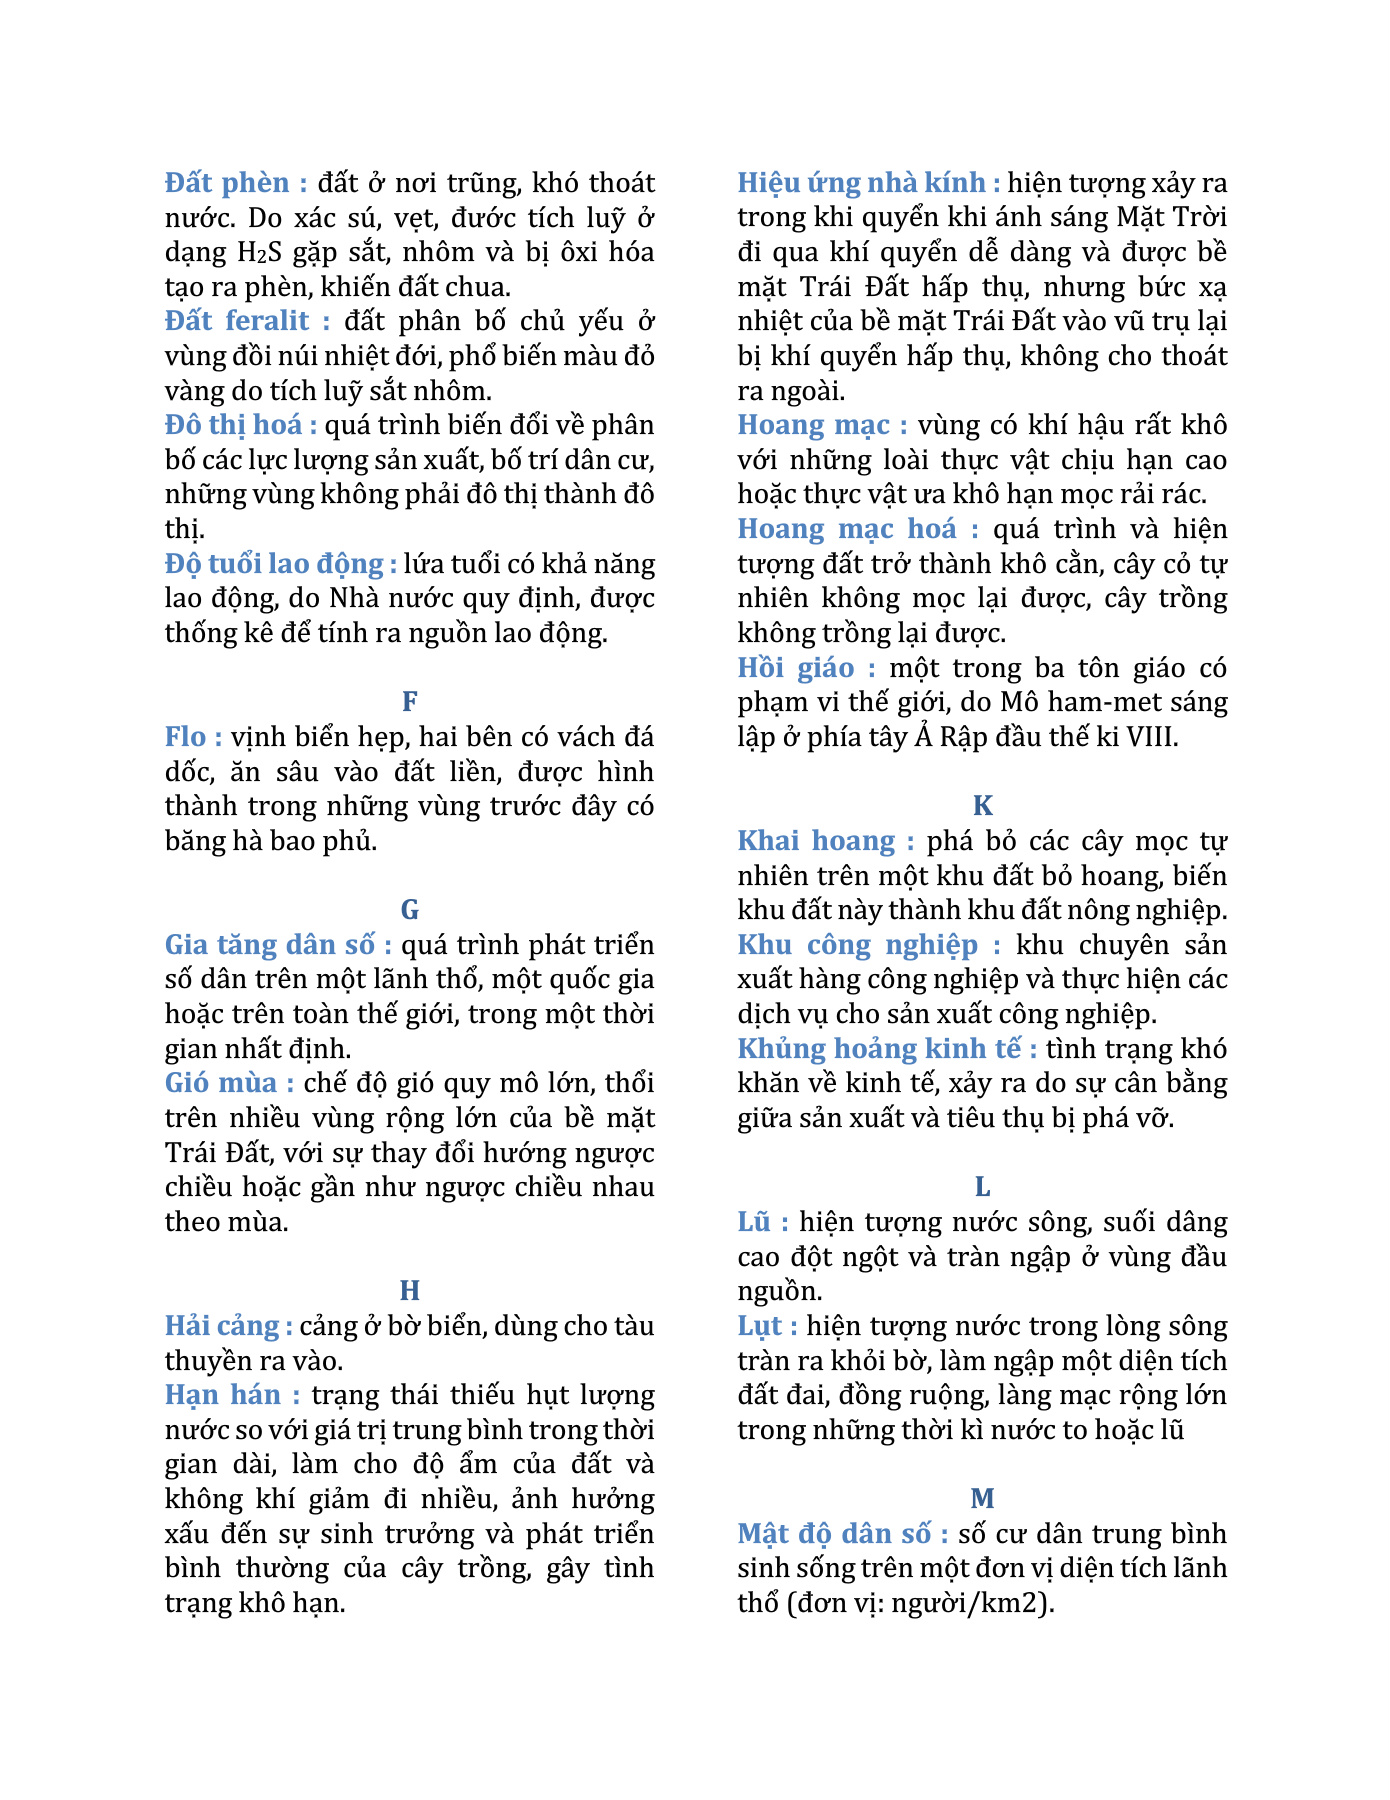 Đất phèn : đất ở nơi trũng, khó thoát
nước. Do xác sú, vẹt, đước tích luỹ ở
dạng H₂S gặp sắt, nhôm và bị ôxi hóa
tạo ra phèn, khiến đất chua.
Đất feralit : đất phân bố chủ yếu ở
vùng đồi núi nhiệt đới, phổ biến màu đỏ
vàng do tích luỹ sắt nhôm.
Đô thị hoá : quá trình biến đổi về phân
bố các lực lượng sản xuất, bố trí dân cư,
những vùng không phải đô thị thành đô
thị.
Độ tuổi lao động : lứa tuổi có khả năng
lao động, do Nhà nước quy định, được
thống kê để tính ra nguồn lao động.
F
Flo : vịnh biển hẹp, hai bên có vách đá
dốc, ăn sâu vào đất liền, được hình
thành trong những vùng trước đây có
băng hà bao phủ.
G
Gia tăng dân số : quá trình phát triển
số dân trên một lãnh thổ, một quốc gia
hoặc trên toàn thế giới, trong một thời
gian nhất định.
Gió mùa : chế độ gió quy mô lớn, thổi
trên nhiều vùng rộng lớn của bề mặt
Trái Đất, với sự thay đổi hướng ngược
chiều hoặc gần như ngược chiều nhau
theo mùa.
H
Hải cảng : cảng ở bờ biển, dùng cho tàu
thuyền ra vào.
Hạn hán : trạng thái thiếu hụt lượng
nước so với giá trị trung bình trong thời
gian dài, làm cho độ ẩm của đất và
không khí giảm đi nhiều, ảnh hưởng
xấu đến sự sinh trưởng và phát triển
bình thường của cây trồng, gây tình
trạng khô hạn.
Hiệu ứng nhà kính : hiện tượng xảy ra
trong khi quyển khi ánh sáng Mặt Trời
đi qua khí quyển dễ dàng và được bề
mặt Trái Đất hấp thụ, nhưng bức xạ
nhiệt của bề mặt Trái Đất vào vũ trụ lại
bị khí quyển hấp thụ, không cho thoát
ra ngoài.
Hoang mạc : vùng có khí hậu rất khô
với những loài thực vật chịu hạn cao
hoặc thực vật ưa khô hạn mọc rải rác.
Hoang mạc hoá : quá trình và hiện
tượng đất trở thành khô cằn, cây cỏ tự
nhiên không mọc lại được, cây trồng
không trồng lại được.
Hồi giáo : một trong ba tôn giáo có
phạm vi thế giới, do Mô ham-met sáng
lập ở phía tây Ả Rập đầu thế ki VIII.
K
Khai hoang : phá bỏ các cây mọc tự
nhiên trên một khu đất bỏ hoang, biến
khu đất này thành khu đất nông nghiệp.
Khu công nghiệp : khu chuyên sản
xuất hàng công nghiệp và thực hiện các
dịch vụ cho sản xuất công nghiệp.
Khủng hoảng kinh tế : tình trạng khó
khăn về kinh tế, xảy ra do sự cân bằng
giữa sản xuất và tiêu thụ bị phá vỡ.
L
Lũ : hiện tượng nước sông, suối dâng
cao đột ngột và tràn ngập ở vùng đầu
nguồn.
Lụt : hiện tượng nước trong lòng sông
tràn ra khỏi bờ, làm ngập một diện tích
đất đai, đồng ruộng, làng mạc rộng lớn
trong những thời kì nước to hoặc lũ
M
Mật độ dân số : số cư dân trung bình
sinh sống trên một đơn vị diện tích lãnh
thổ (đơn vị: người/km2).